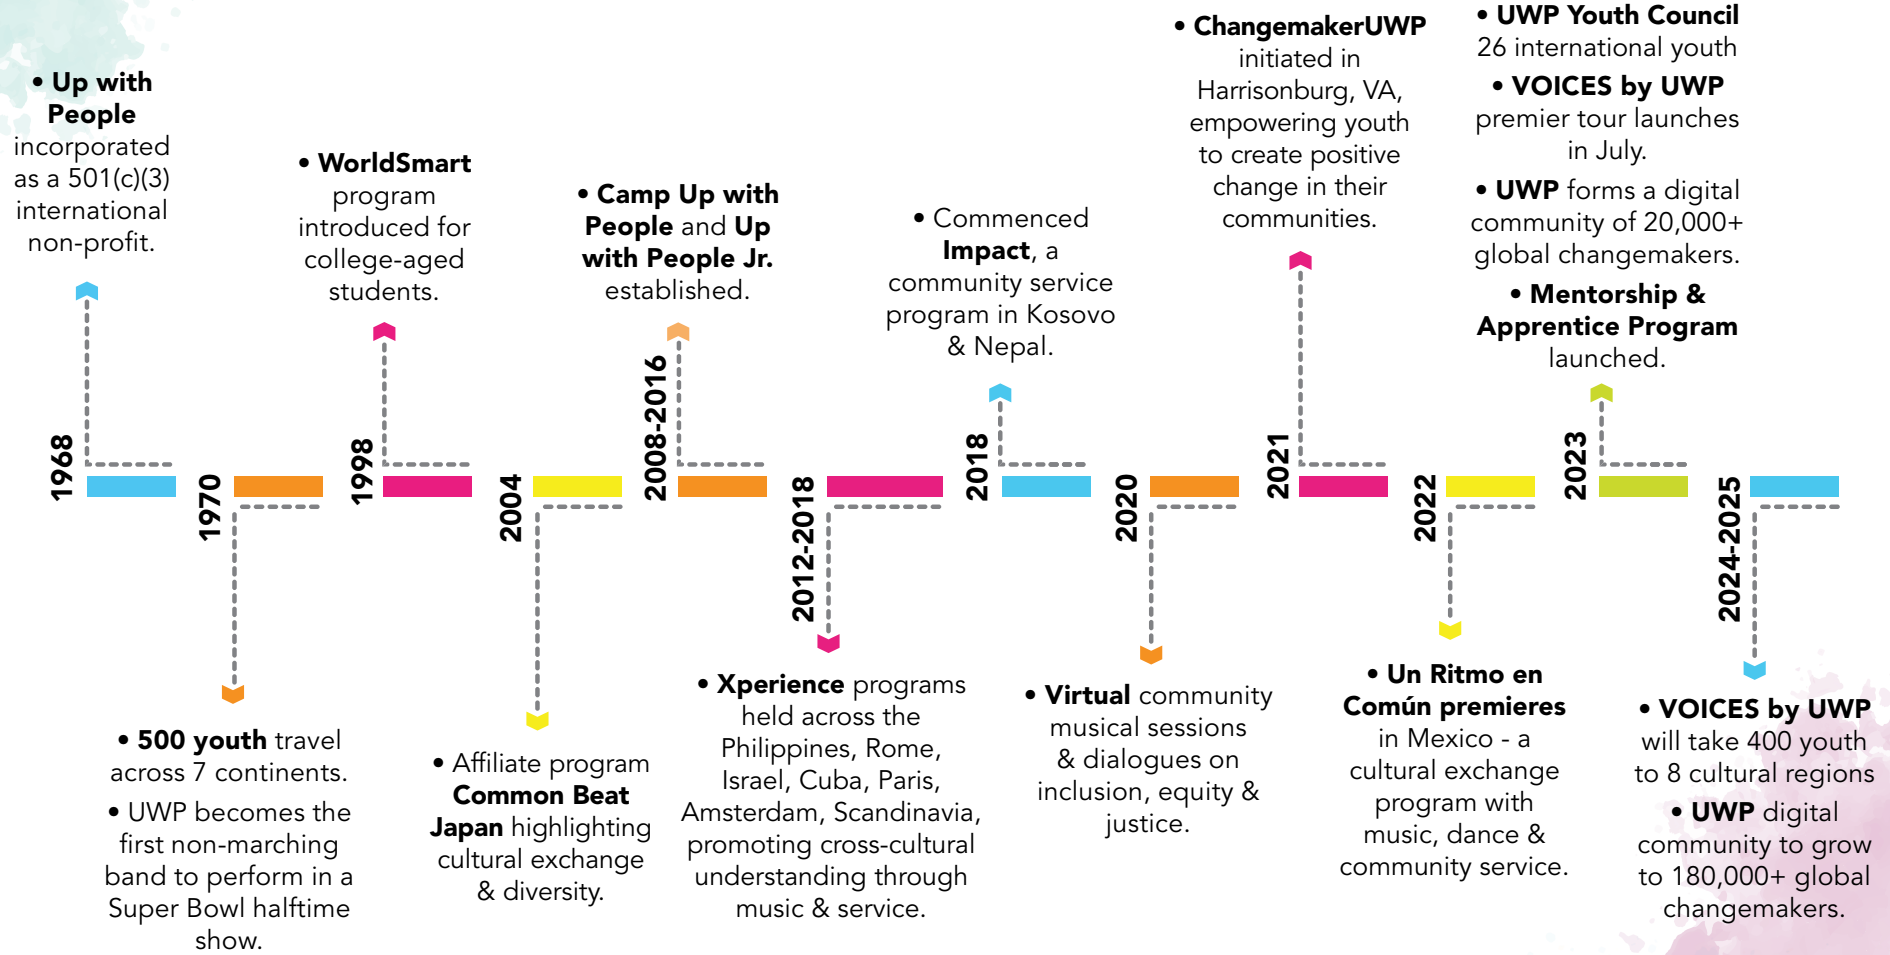 1968
• Up with
People
incorporated
as a 501(c)(3)
international
non-profit.
1970
• 500 youth travel
across 7 continents.
• UWP becomes the
first non-marching
band to perform in a
Super Bowl halftime
show.
1998
• WorldSmart
program
introduced for
college-aged
students.
2004
• Affiliate program
Common Beat
Japan highlighting
cultural exchange
& diversity.
2008-2016
• Camp Up with
People and Up
with People Jr.
established.
2012-2018
• Xperience programs
held across the
Philippines, Rome,
Israel, Cuba, Paris,
Amsterdam, Scandinavia,
promoting cross-cultural
understanding through
music & service.
2018
• Commenced
Impact, a
community service
program in Kosovo
& Nepal.
2020
• Virtual community
musical sessions
& dialogues on
inclusion, equity &
justice.
2021
• ChangemakerUWP
initiated in
Harrisonburg, VA,
empowering youth
to create positive
change in their
communities.
2022
• Un Ritmo en
Común premieres
in Mexico - a
cultural exchange
program with
music, dance &
community service.
2023
• UWP Youth Council
26 international youth
• VOICES by UWP
premier tour launches
in July.
• UWP forms a digital
community of 20,000+
global changemakers.
• Mentorship &
Apprentice Program
launched.
2024-2025
• VOICES by UWP
will take 400 youth
to 8 cultural regions
• UWP digital
community to grow
to 180,000+ global
changemakers.